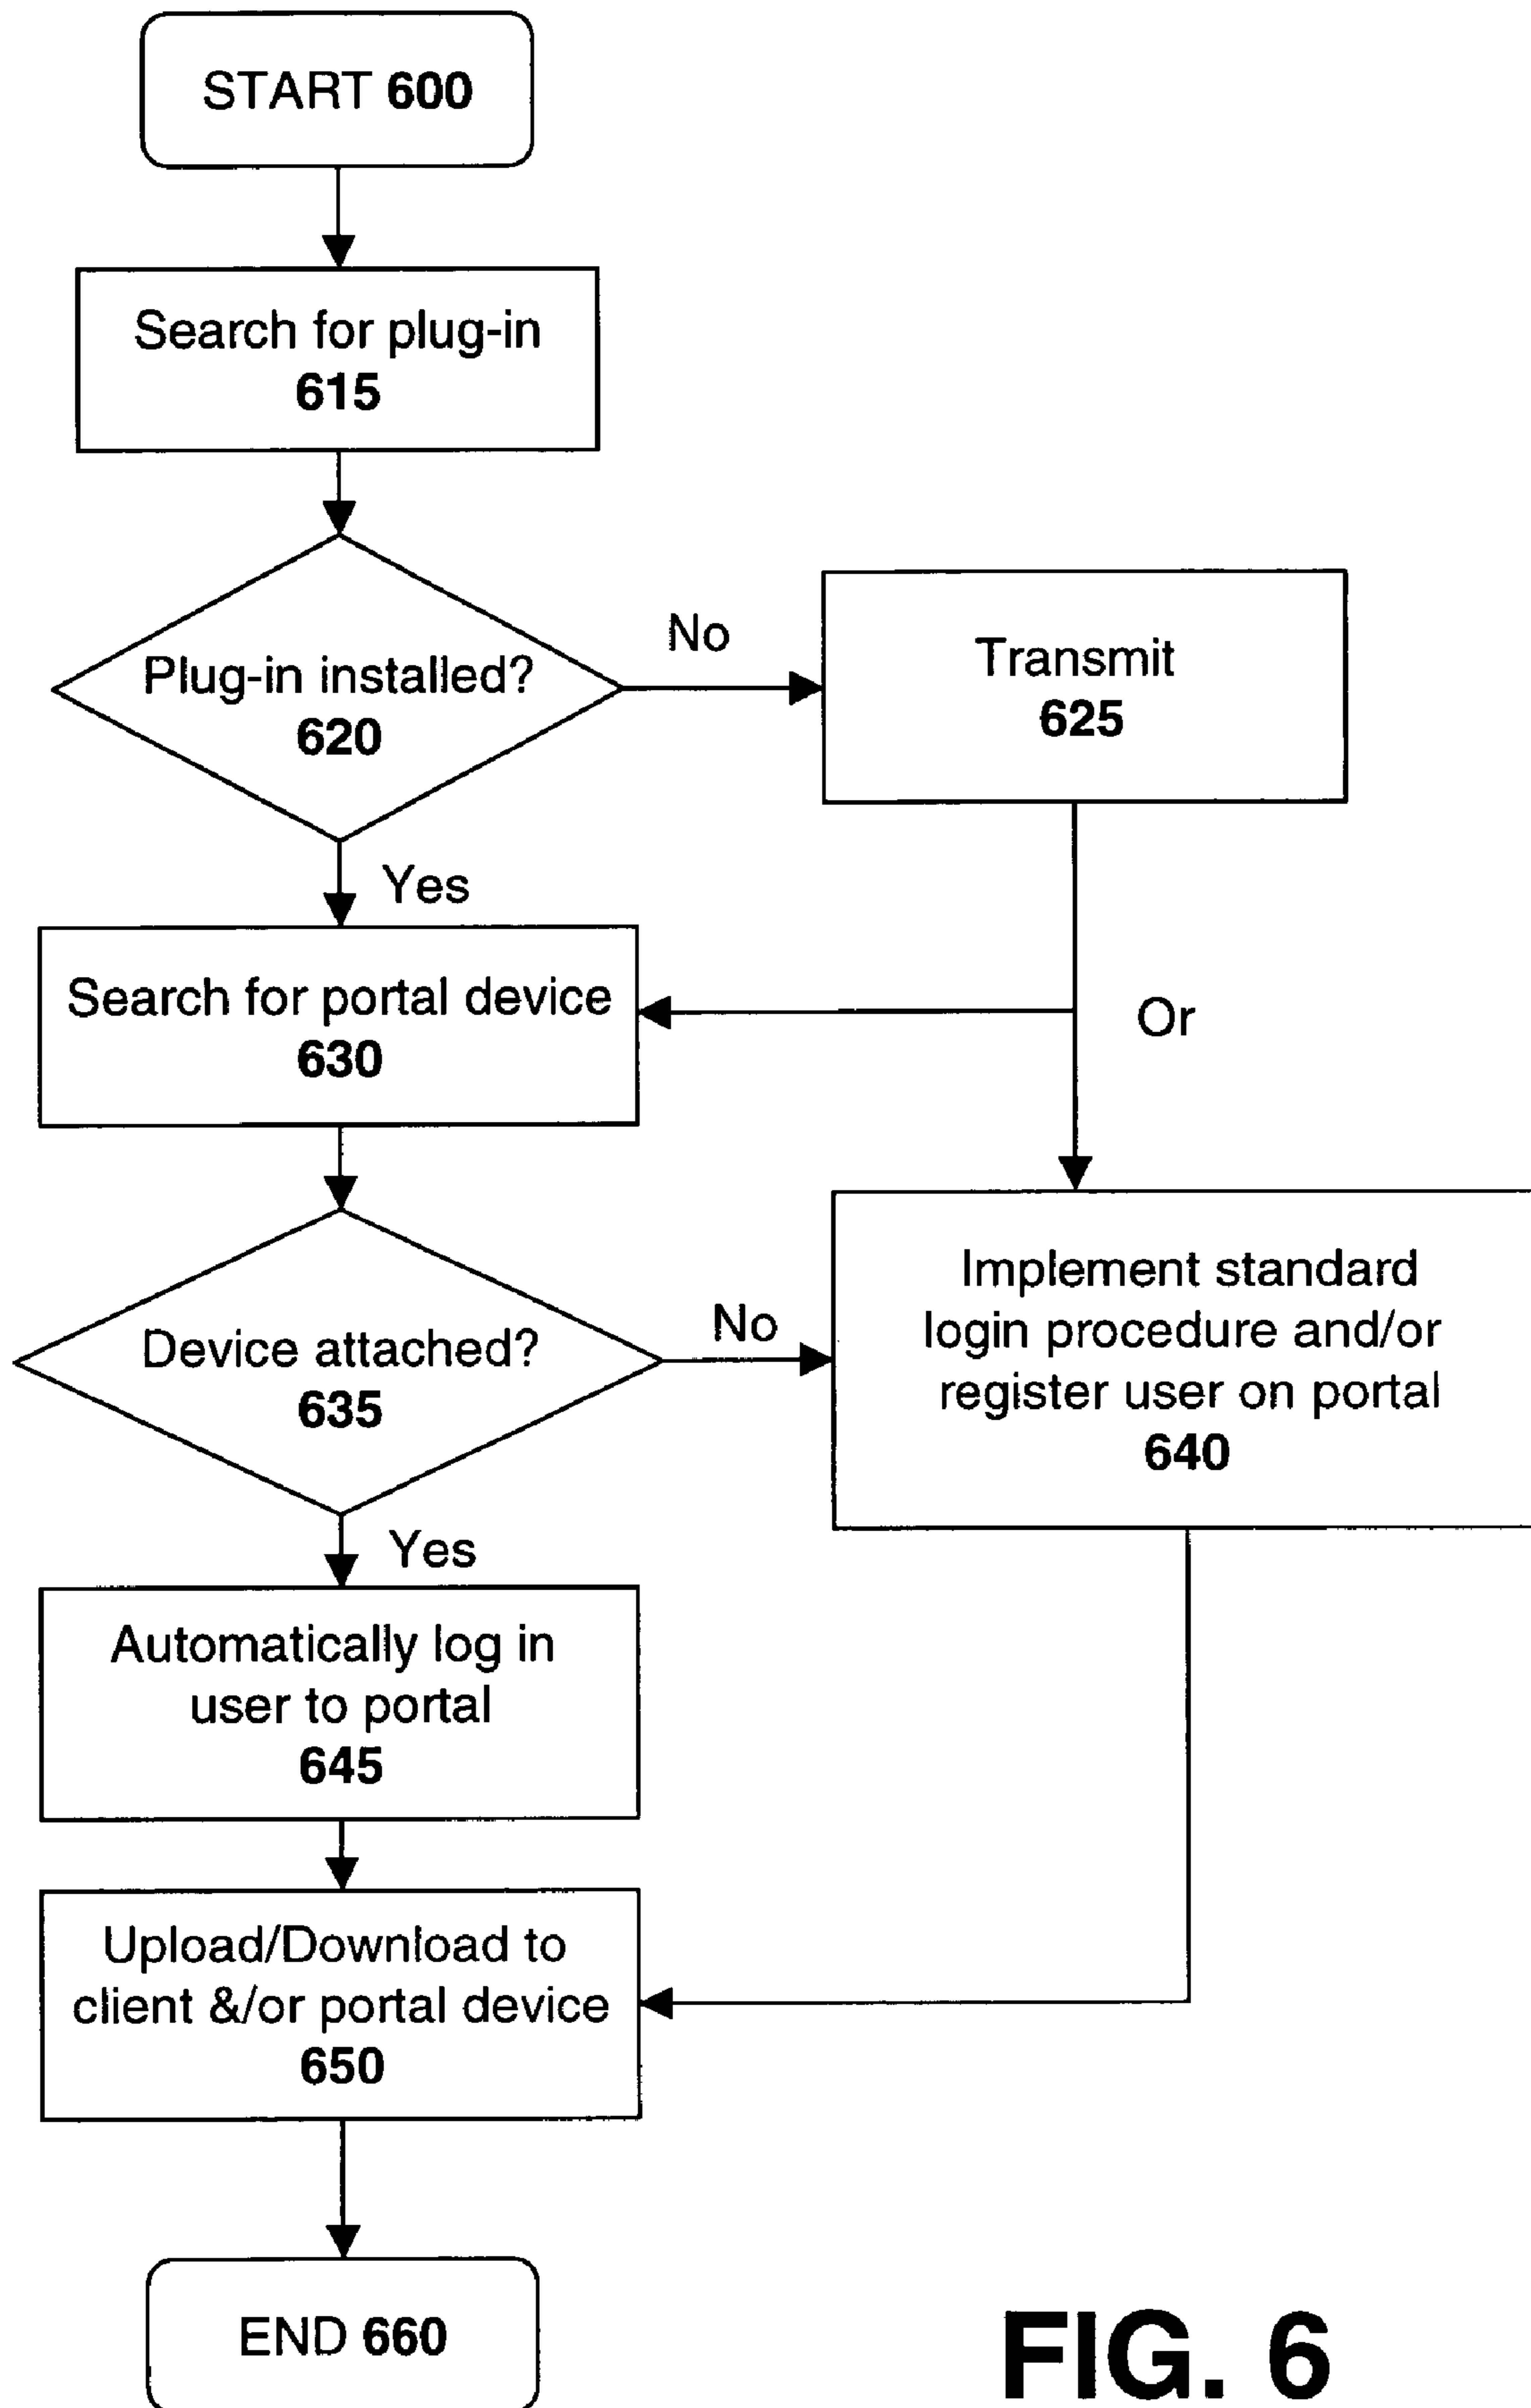 START 600
Search for plug-in
615
Plug-in installed?
620
No
Transmit
625
Yes
Search for portal device
630
Or
Device attached?
635
No
Implement standard
login procedure and/or
register user on portal
640
Yes
Automatically log in
user to portal
645
Upload/Download to
client &/or portal device
650
END 660
FIG. 6